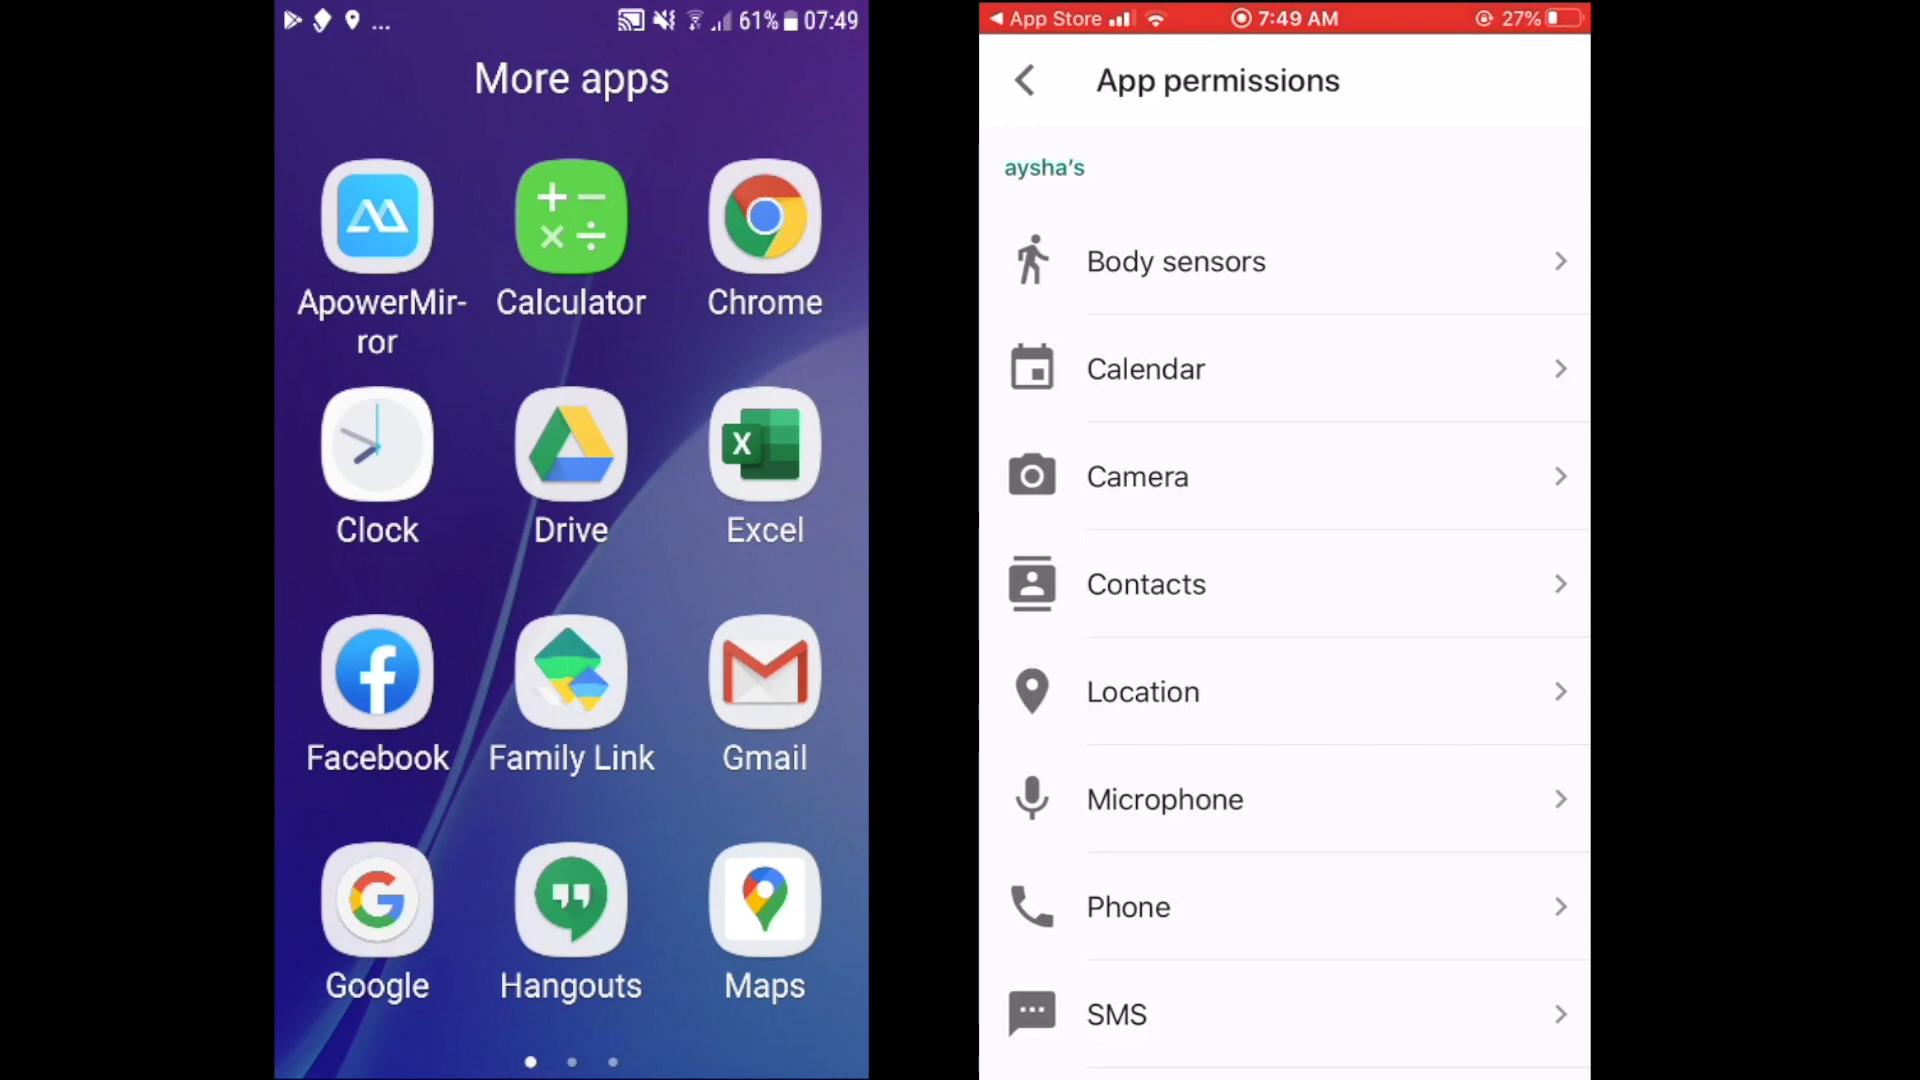 ... 61% 07:49
More apps
ApowerMir-
ror
Calculator
Chrome
Clock
Drive
X
Excel
Facebook
Family Link
Gmail
Google
Hangouts
Maps
App Store 7:49 AM 27%
App permissions
aysha's
Body sensors
Calendar
Camera
Contacts
Location
Microphone
Phone
SMS